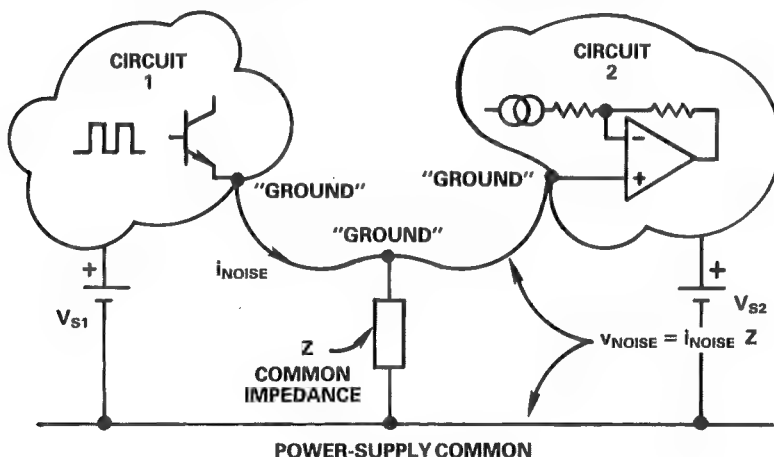 CIRCUIT
1
CIRCUIT
2
−
+
"GROUND"
"GROUND"
"GROUND"
iNOISE
+
VS1
+
VS2
Z
COMMON
IMPEDANCE
vNOISE = iNOISE Z
POWER-SUPPLY COMMON